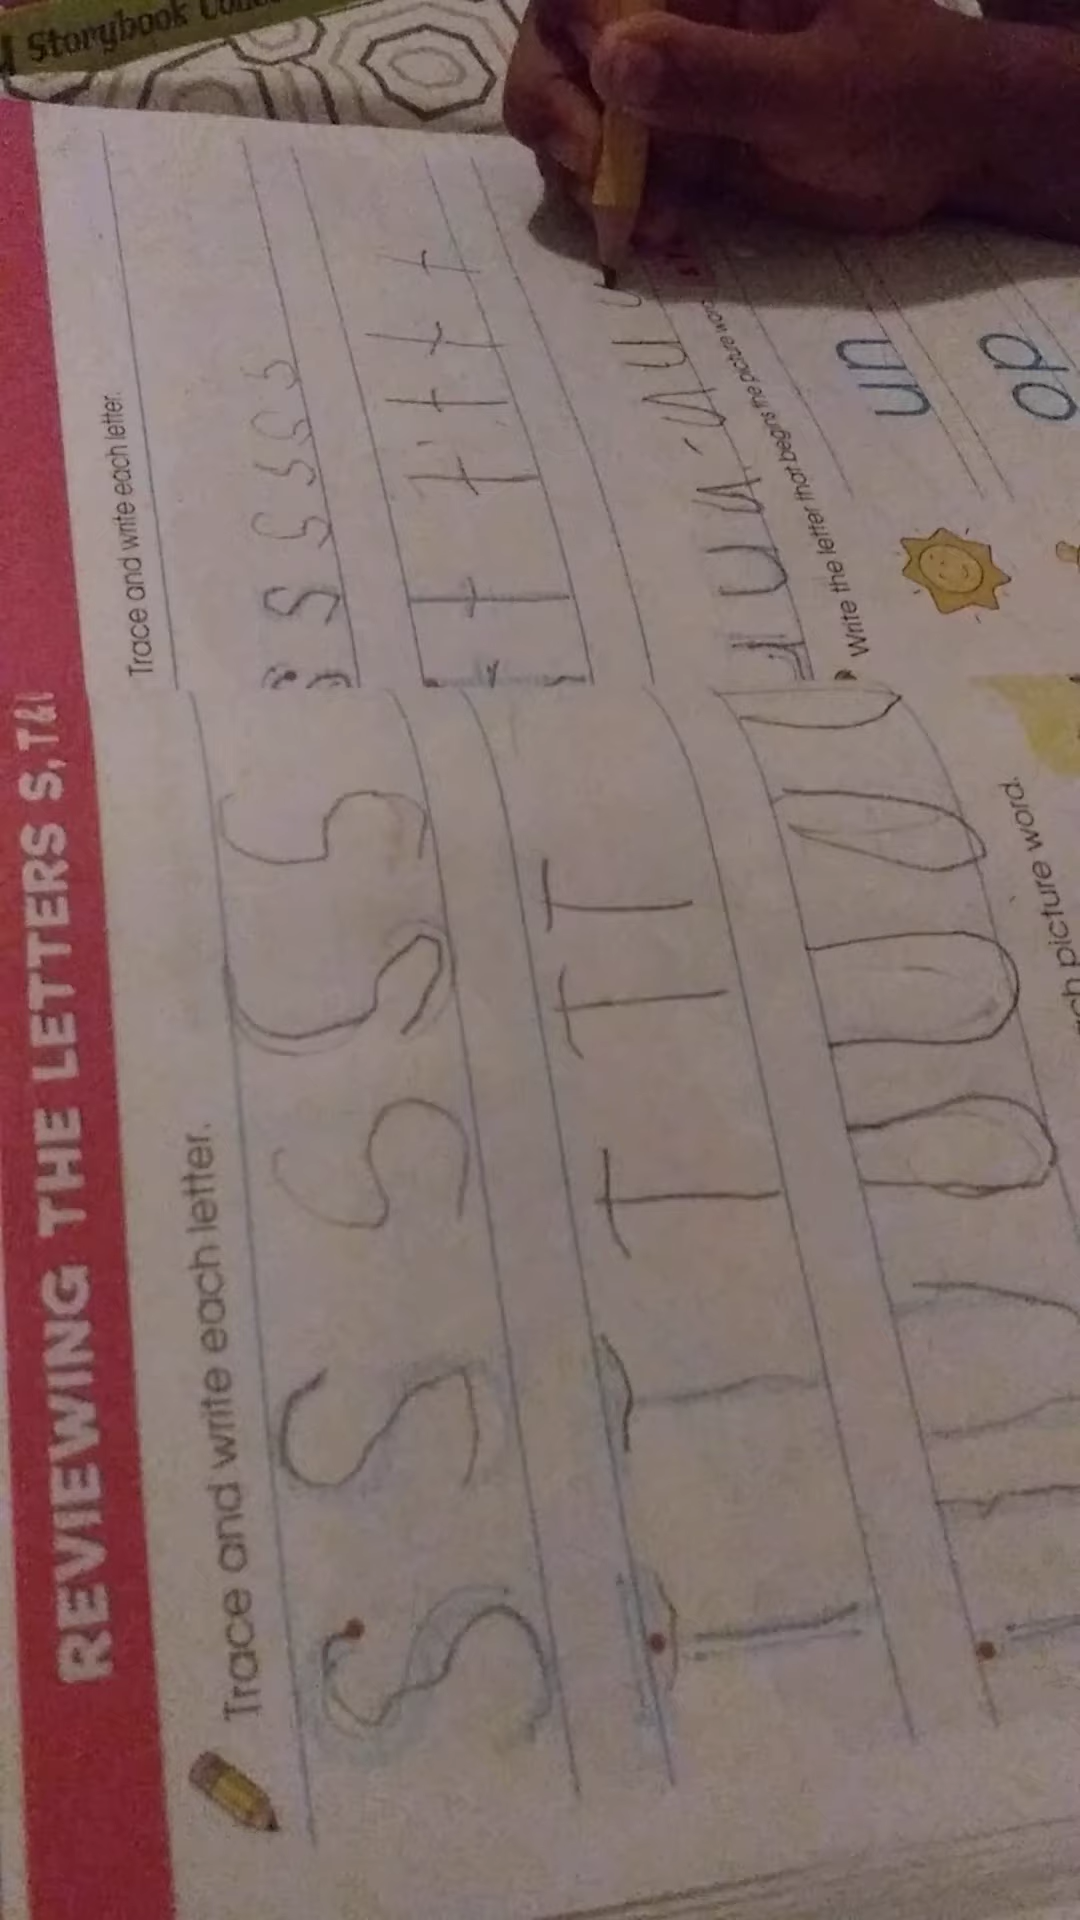 Storybook
REVIEWING THE LETTERS S, T &
Trace and write each letter.
S S S S S
T T T T T
U U U U U
picture word.
Trace and write each letter.
s s s s s s
t t t t t t
u u u u u u
Write the letter that begins the picture word.
un
op